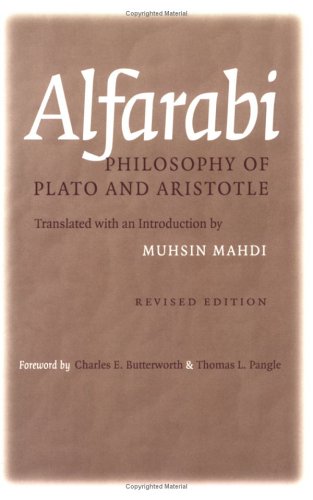 Alfarabi
PHILOSOPHY OF
PLATO AND ARISTOTLE
Translated with an Introduction by
MUHSIN MAHDI
REVISED EDITION
Foreword by Charles E. Butterworth & Thomas L. Pangle
Copyrighted Material
Copyrighted Material